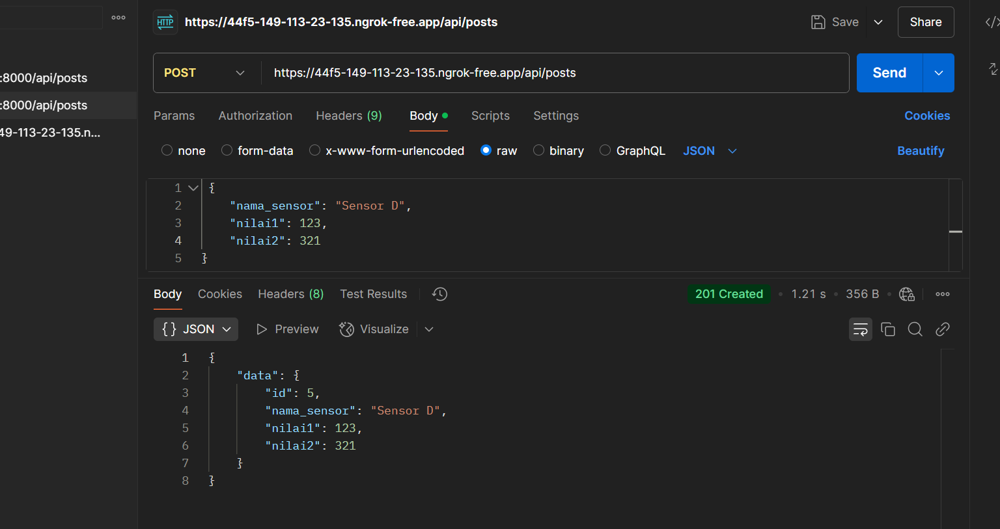 HTTP https://44f5-149-113-23-135.ngrok-free.app/api/posts Save Share
POST https://44f5-149-113-23-135.ngrok-free.app/api/posts Send
:8000/api/posts
:8000/api/posts
49-113-23-135.n...
Params Authorization Headers (9) Body Scripts Settings Cookies
none form-data x-www-form-urlencoded raw binary GraphQL JSON Beautify
1 {
2 "nama_sensor": "Sensor D",
3 "nilai1": 123,
4 "nilai2": 321
5 }
Body Cookies Headers (8) Test Results 201 Created • 1.21 s • 356 B
{} JSON Preview Visualize
1 {
2 "data": {
3 "id": 5,
4 "nama_sensor": "Sensor D",
5 "nilai1": 123,
6 "nilai2": 321
7 }
8 }